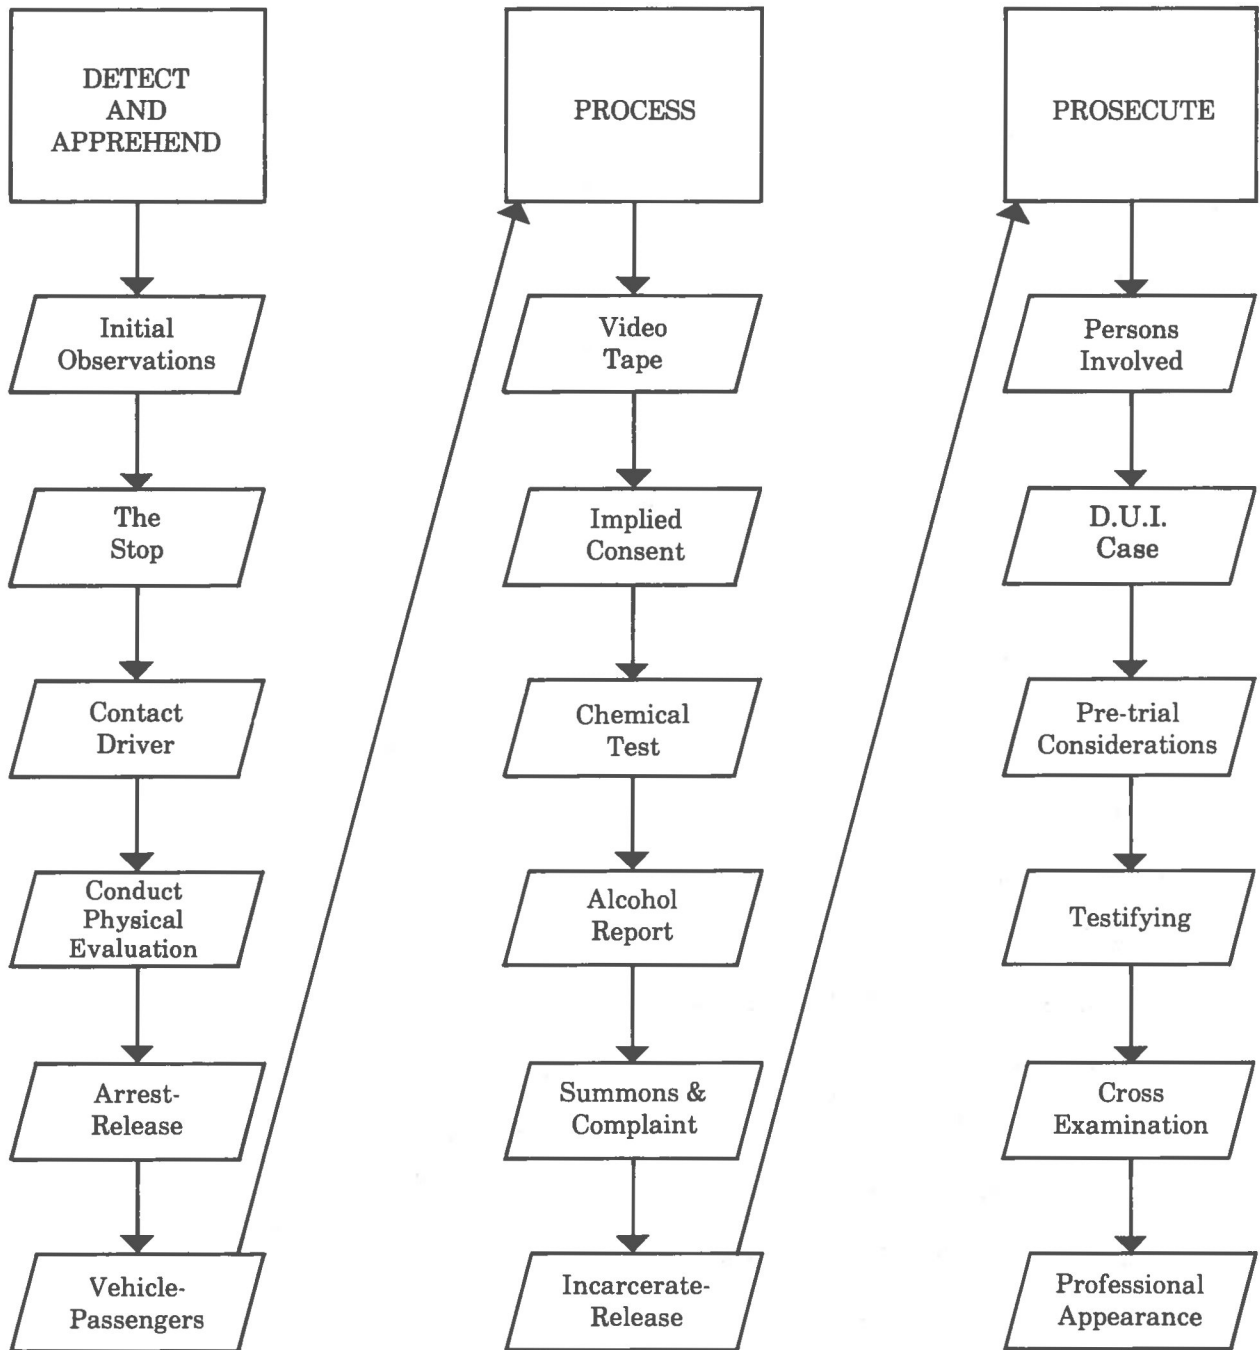 DETECT
AND
APPREHEND
Initial
Observations
The
Stop
Contact
Driver
Conduct
Physical
Evaluation
Arrest-
Release
Vehicle-
Passengers
PROCESS
Video
Tape
Implied
Consent
Chemical
Test
Alcohol
Report
Summons &
Complaint
Incarcerate-
Release
PROSECUTE
Persons
Involved
D.U.I.
Case
Pre-trial
Considerations
Testifying
Cross
Examination
Professional
Appearance